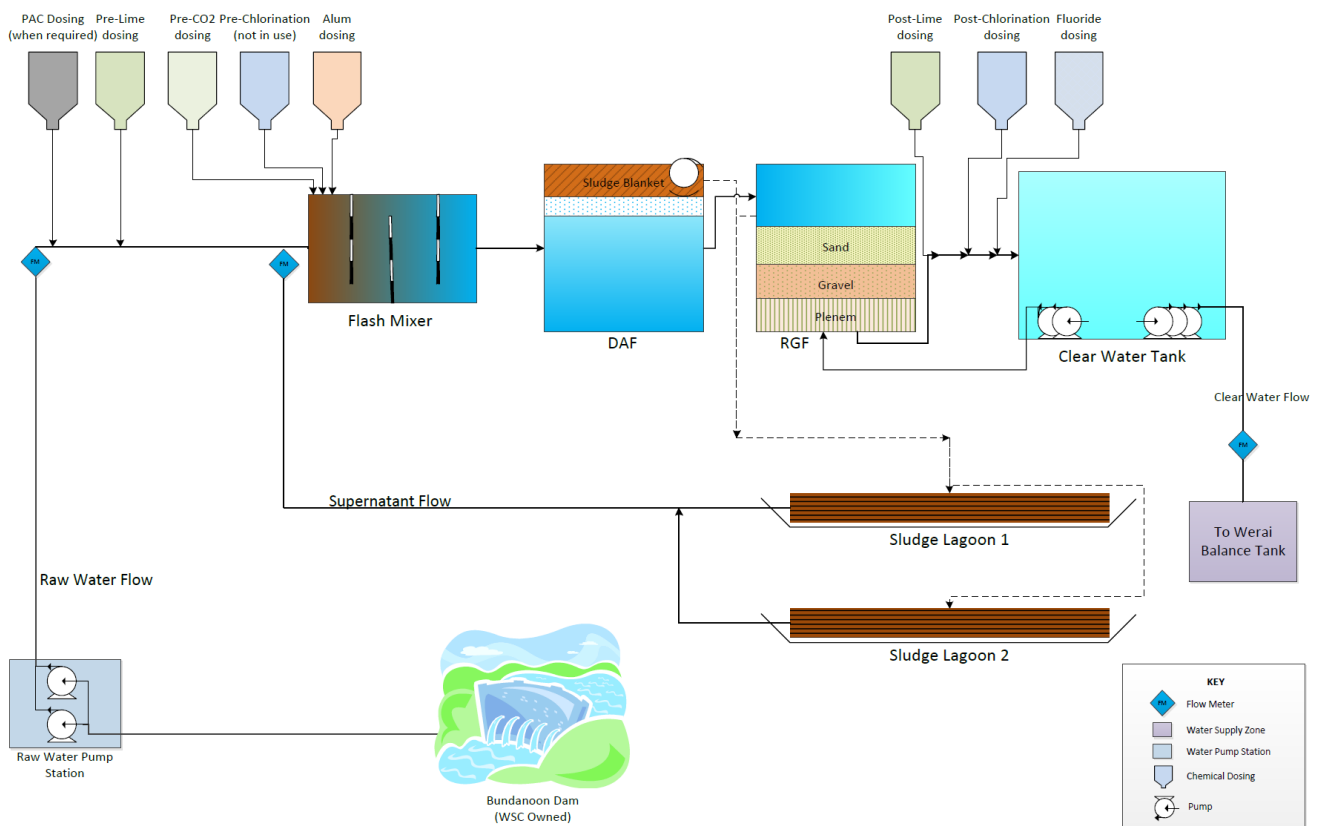 PAC Dosing
(when required)
Pre-Lime
dosing
Pre-CO2
dosing
Pre-Chlorination
(not in use)
Alum
dosing
Post-Lime
dosing
Post-Chlorination
dosing
Fluoride
dosing
Sludge Blanket
Sand
Gravel
Plenem
FM
FM
Flash Mixer
DAF
RGF
Clear Water Tank
Clear Water Flow
FM
Supernatant Flow
Sludge Lagoon 1
To Werai
Balance Tank
Raw Water Flow
Sludge Lagoon 2
Raw Water Pump
Station
Bundanoon Dam
(WSC Owned)
KEY
FM
Flow Meter
Water Supply Zone
Water Pump Station
Chemical Dosing
Pump